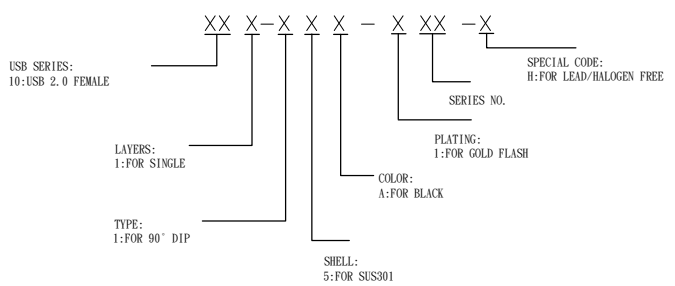 XX X-X X X - X XX -X
SPECIAL CODE:
H:FOR LEAD/HALOGEN FREE
USB SERIES:
10:USB 2.0 FEMALE
SERIES NO.
PLATING:
1:FOR GOLD FLASH
LAYERS:
1:FOR SINGLE
COLOR:
A:FOR BLACK
TYPE:
1:FOR 90° DIP
SHELL:
5:FOR SUS301